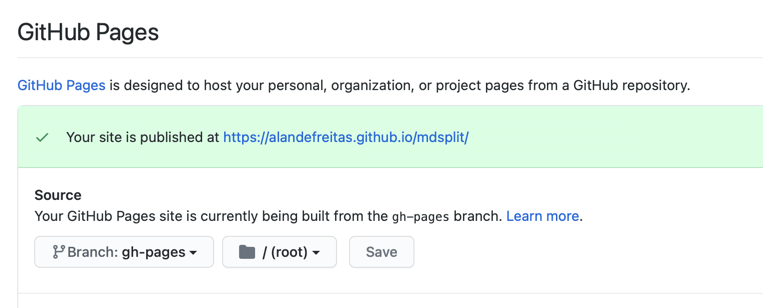 GitHub Pages
GitHub Pages is designed to host your personal, organization, or project pages from a GitHub repository.
Your site is published at https://alandefreitas.github.io/mdsplit/
Source
Your GitHub Pages site is currently being built from the gh-pages branch. Learn more.
Branch: gh-pages / (root) Save